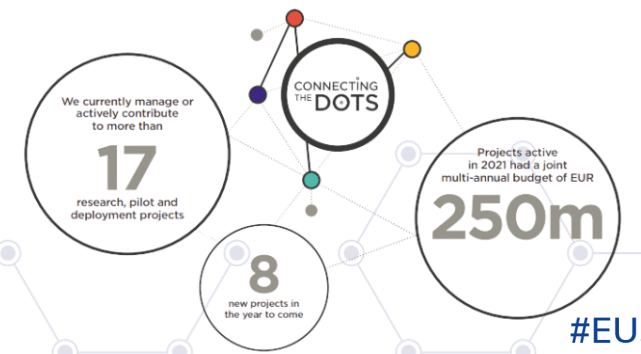 CONNECTING
THE DOTS
We currently manage or
actively contribute
to more than
17
research, pilot and
deployment projects
Projects active
in 2021 had a joint
multi-annual budget of EUR
250m
8
new projects in
the year to come
#EU